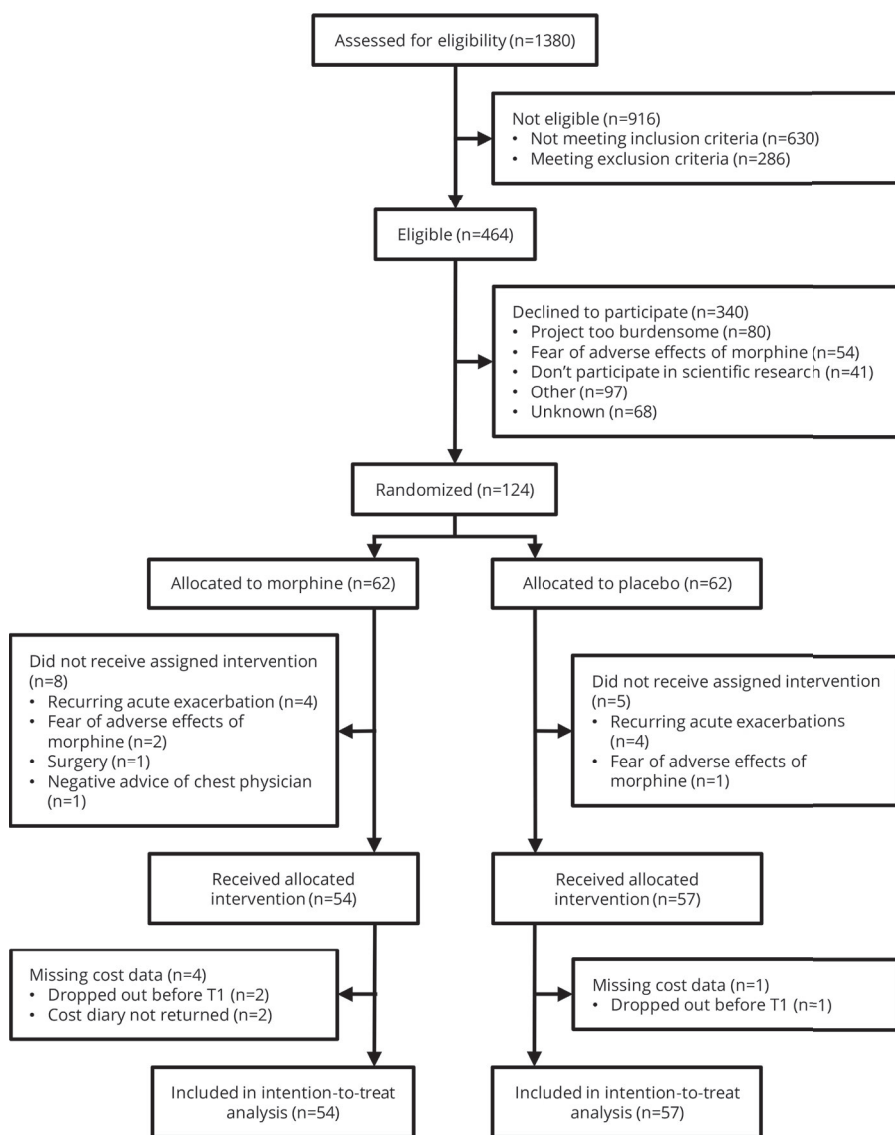 Assessed for eligibility (n=1380)
Not eligible (n=916)
• Not meeting inclusion criteria (n=630)
• Meeting exclusion criteria (n=286)
Eligible (n=464)
Declined to participate (n=340)
• Project too burdensome (n=80)
• Fear of adverse effects of morphine (n=54)
• Don’t participate in scientific research (n=41)
• Other (n=97)
• Unknown (n=68)
Randomized (n=124)
Allocated to morphine (n=62)
Allocated to placebo (n=62)
Did not receive assigned intervention
(n=8)
• Recurring acute exacerbation (n=4)
• Fear of adverse effects of
morphine (n=2)
• Surgery (n=1)
• Negative advice of chest physician
(n=1)
Did not receive assigned intervention
(n=5)
• Recurring acute exacerbations
(n=4)
• Fear of adverse effects of
morphine (n=1)
Received allocated
intervention (n=54)
Received allocated
intervention (n=57)
Missing cost data (n=4)
• Dropped out before T1 (n=2)
• Cost diary not returned (n=2)
Missing cost data (n=1)
• Dropped out before T1 (n=1)
Included in intention-to-treat
analysis (n=54)
Included in intention-to-treat
analysis (n=57)